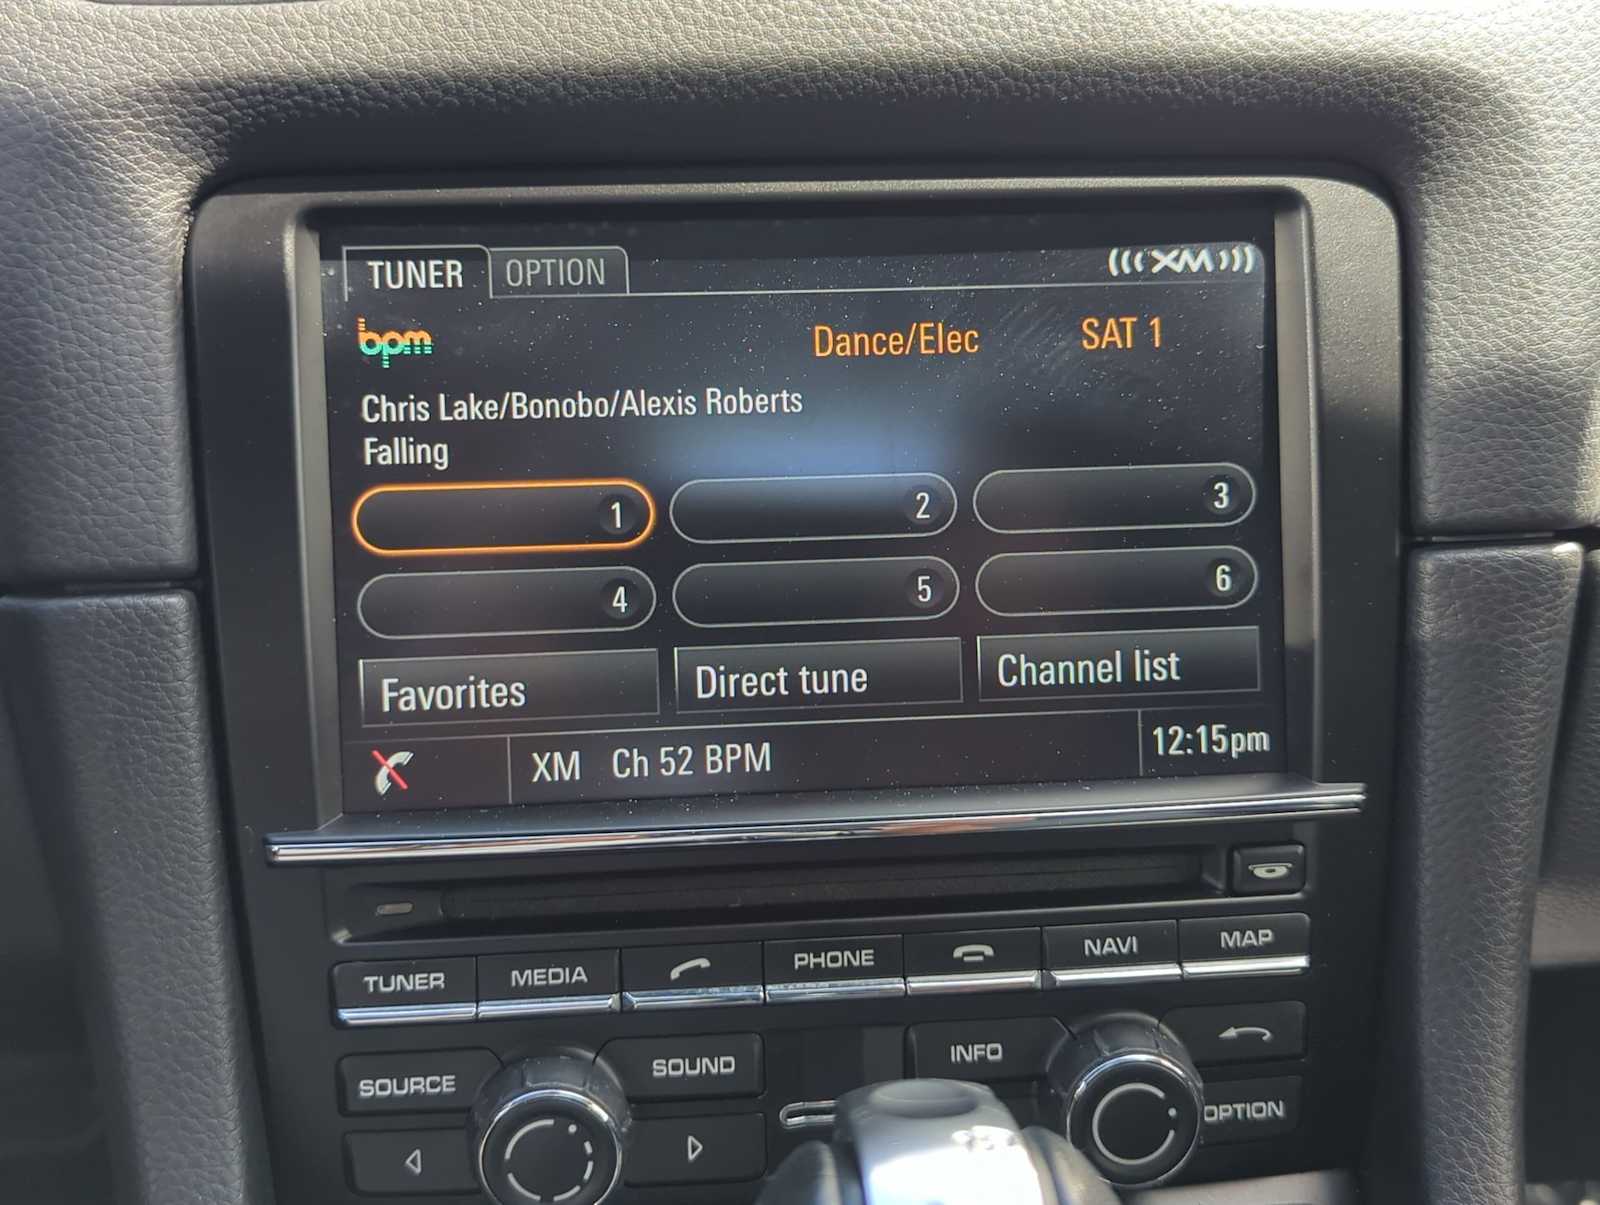 TUNER OPTION (((XM)))
bpm Dance/Elec SAT 1
Chris Lake/Bonobo/Alexis Roberts
Falling
1 2 3
4 5 6
Favorites Direct tune Channel list
XM Ch 52 BPM 12:15pm
TUNER MEDIA PHONE NAVI MAP
SOURCE SOUND INFO
OPTION